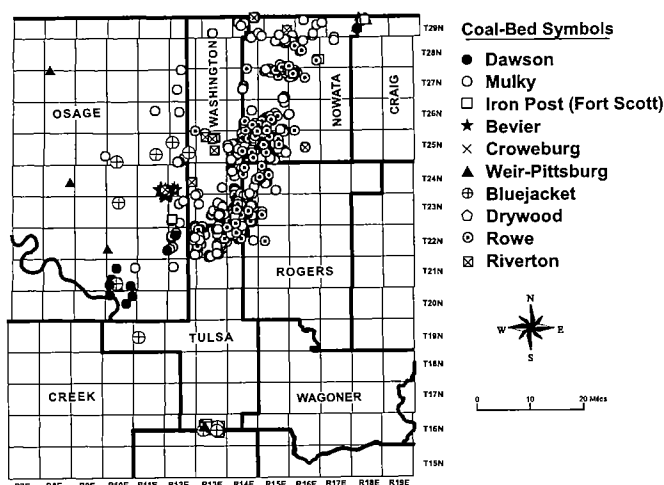 Coal-Bed Symbols
Dawson
Mulky
Iron Post (Fort Scott)
Bevier
Croweburg
Weir-Pittsburg
Bluejacket
Drywood
Rowe
Riverton
N
W E
S
0 10 20 Miles
OSAGE
WASHINGTON
NOWATA
CRAIG
ROGERS
TULSA
CREEK
WAGONER
T29N
T28N
T27N
T26N
T25N
T24N
T23N
T22N
T21N
T20N
T19N
T18N
T17N
T16N
T15N
R8E R9E R10E R11E R12E R13E R14E R15E R16E R17E R18E R19E